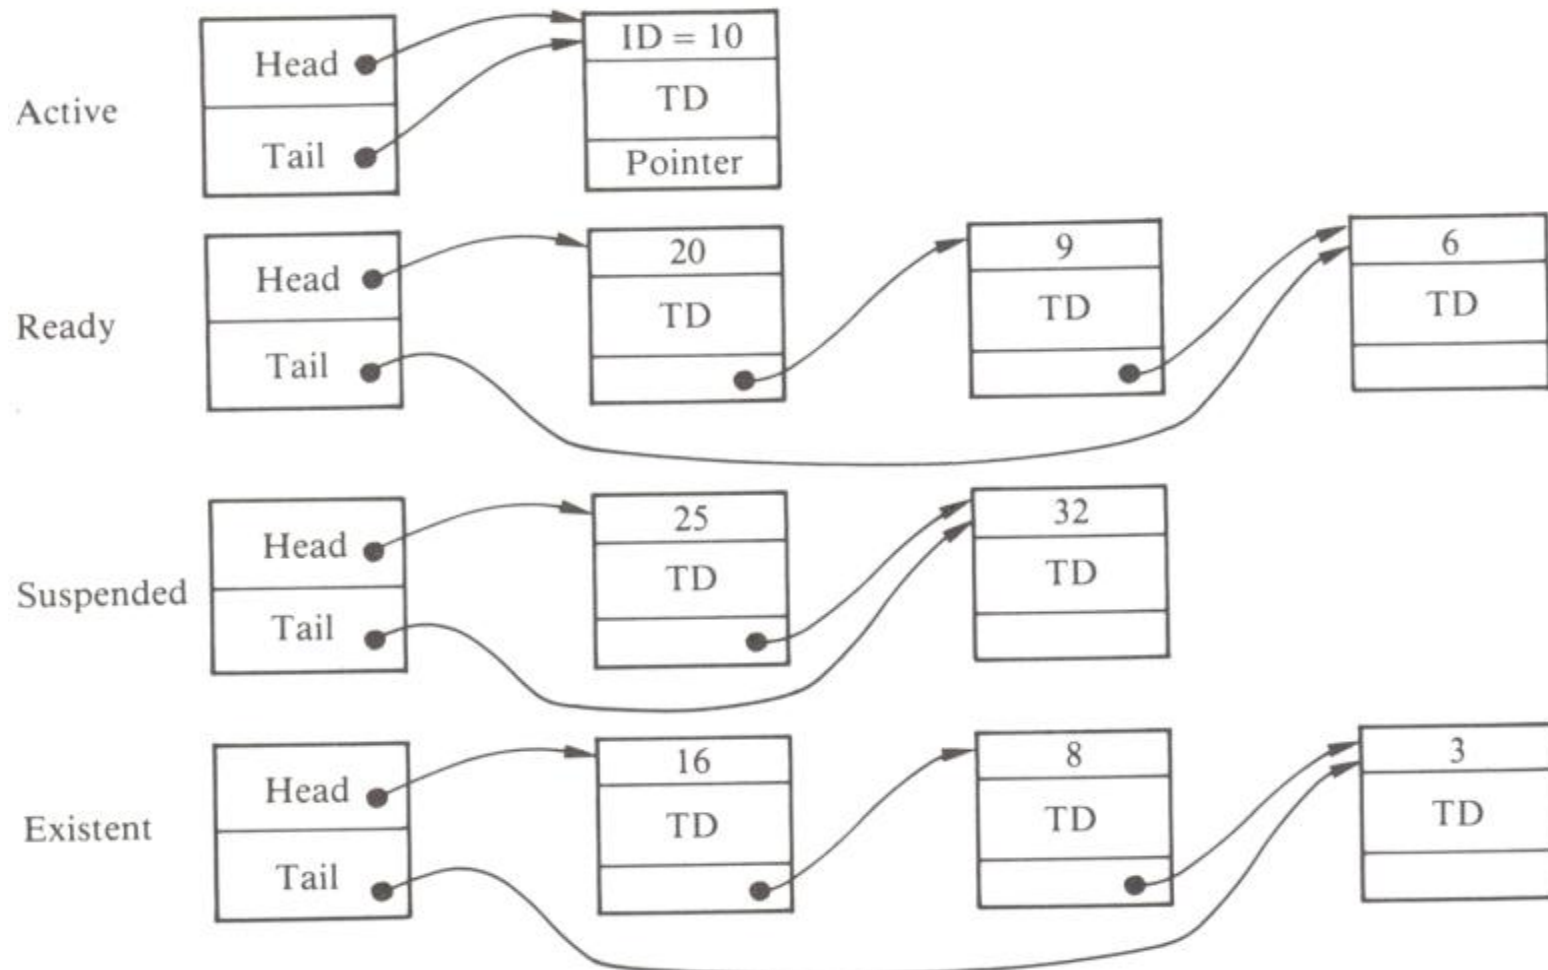 Active
Head
Tail
ID = 10
TD
Pointer
Ready
Head
Tail
20
TD
9
TD
6
TD
Suspended
Head
Tail
25
TD
32
TD
Existent
Head
Tail
16
TD
8
TD
3
TD